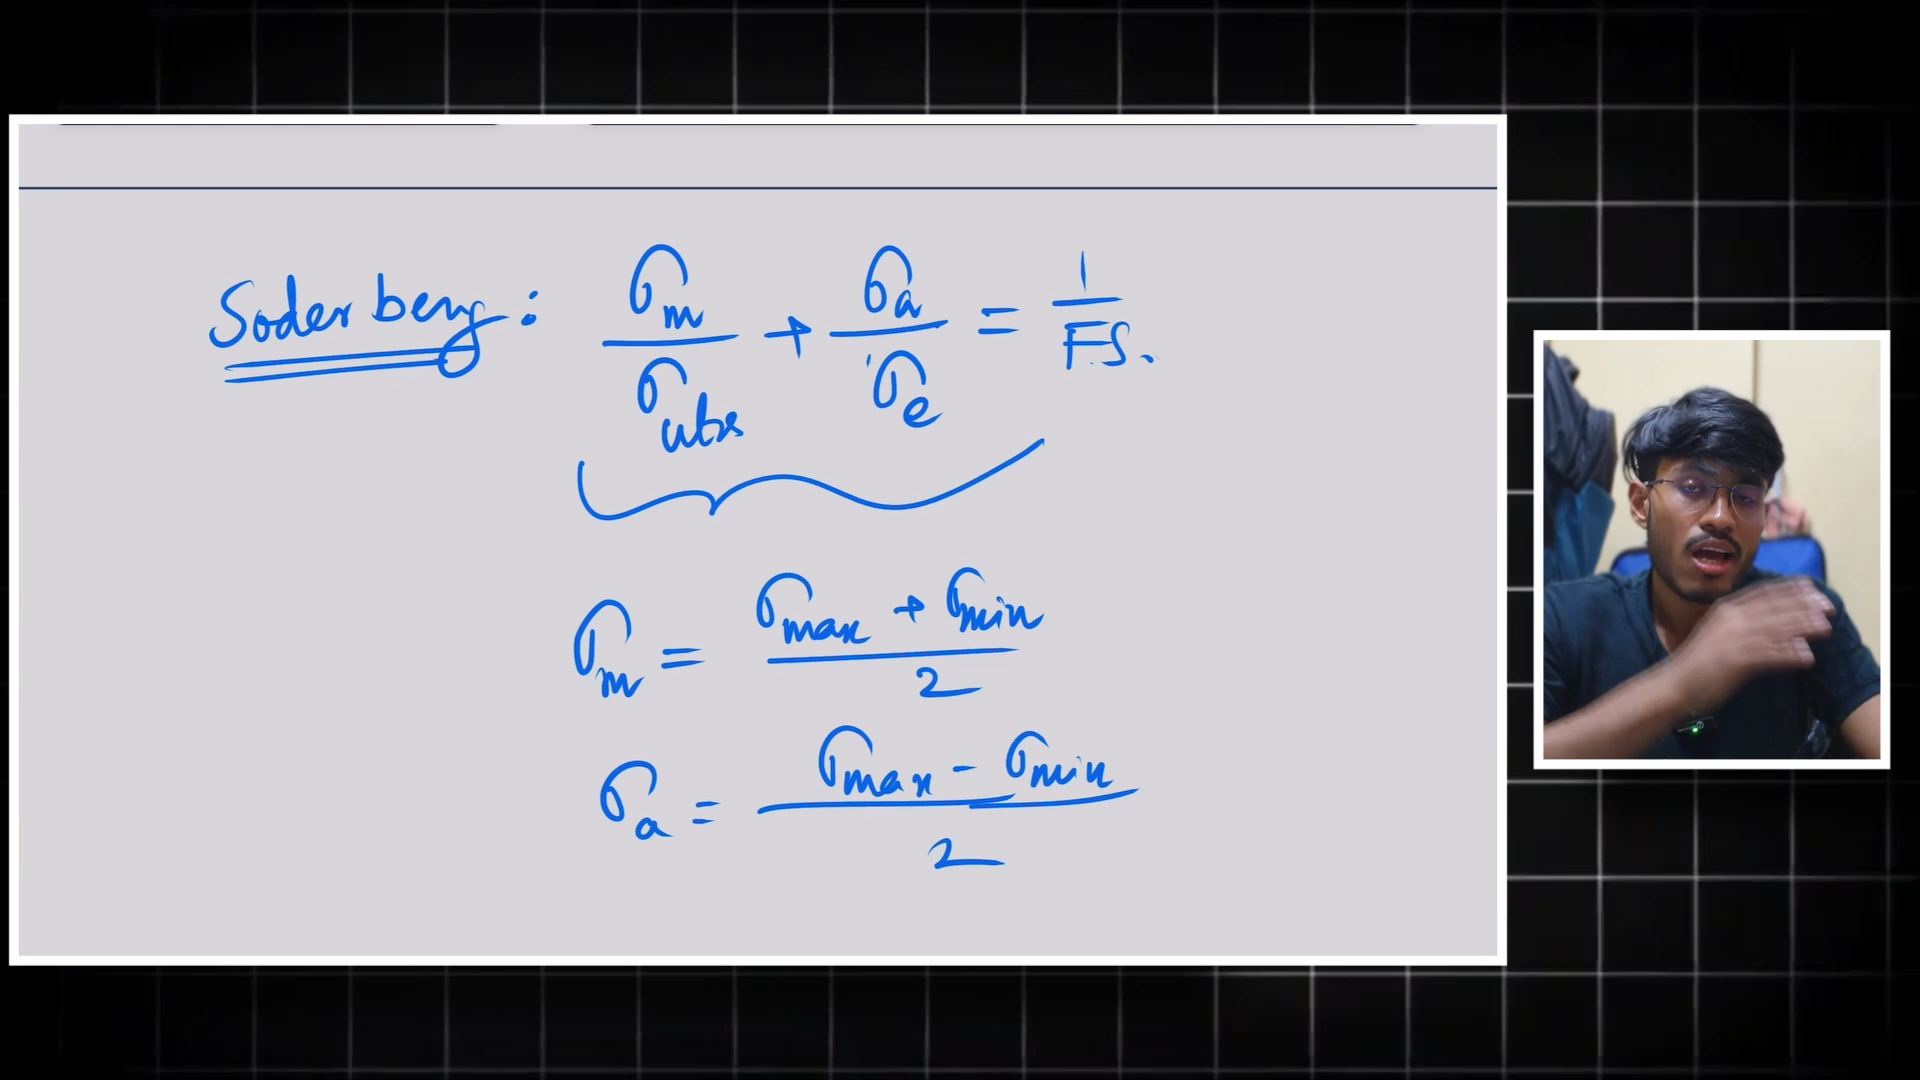 Soderberg: σm/σutx + σa/σe = 1/F.S.
σm = σmax + σmin / 2
σa = σmax - σmin / 2